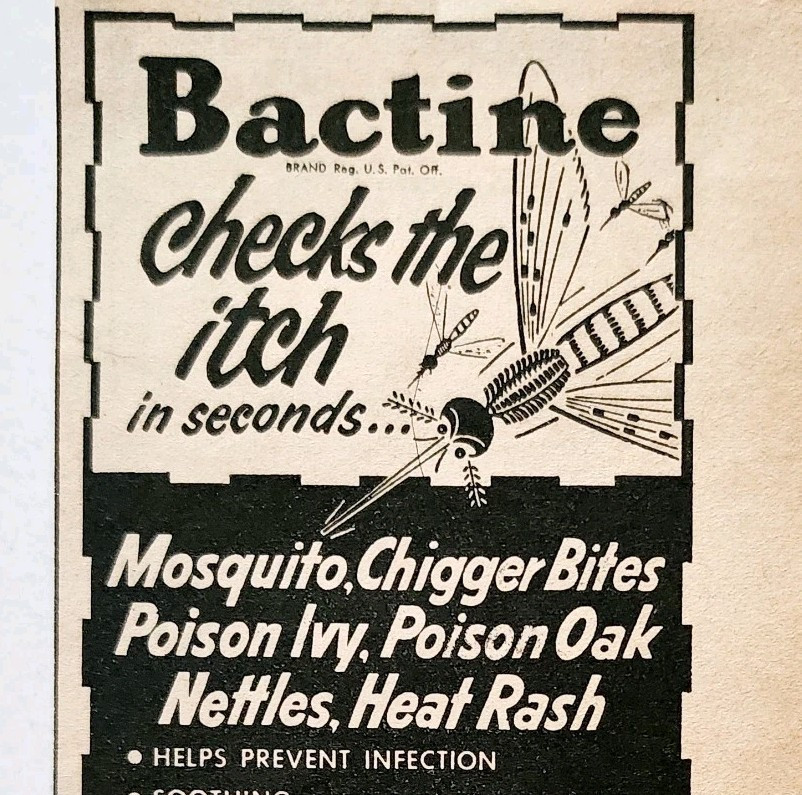 Bactine
BRAND Reg. U.S. Pat. Off.
checks the
itch
in seconds...
Mosquito, Chigger Bites
Poison Ivy, Poison Oak
Nettles, Heat Rash
• HELPS PREVENT INFECTION
• SOOTHING